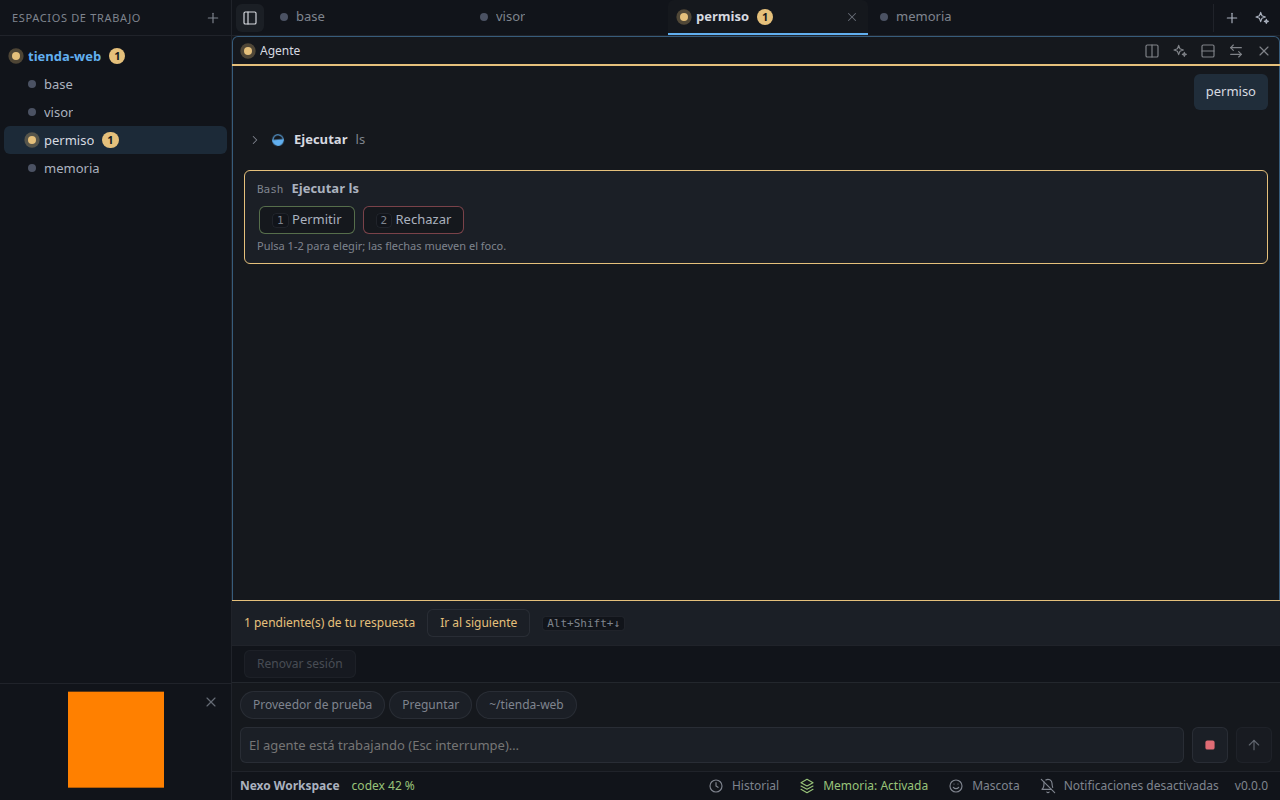 ESPACIOS DE TRABAJO
tienda-web 1
base
visor
permiso 1
memoria
base
visor
permiso 1
memoria
Agente
permiso
Ejecutar ls
Bash Ejecutar ls
1 Permitir
2 Rechazar
Pulsa 1-2 para elegir; las flechas mueven el foco.
1 pendiente(s) de tu respuesta
Ir al siguiente
Alt+Shift+↓
Renovar sesión
Proveedor de prueba
Preguntar
~/tienda-web
El agente está trabajando (Esc interrumpe)...
Nexo Workspace
codex 42 %
Historial
Memoria: Activada
Mascota
Notificaciones desactivadas
v0.0.0